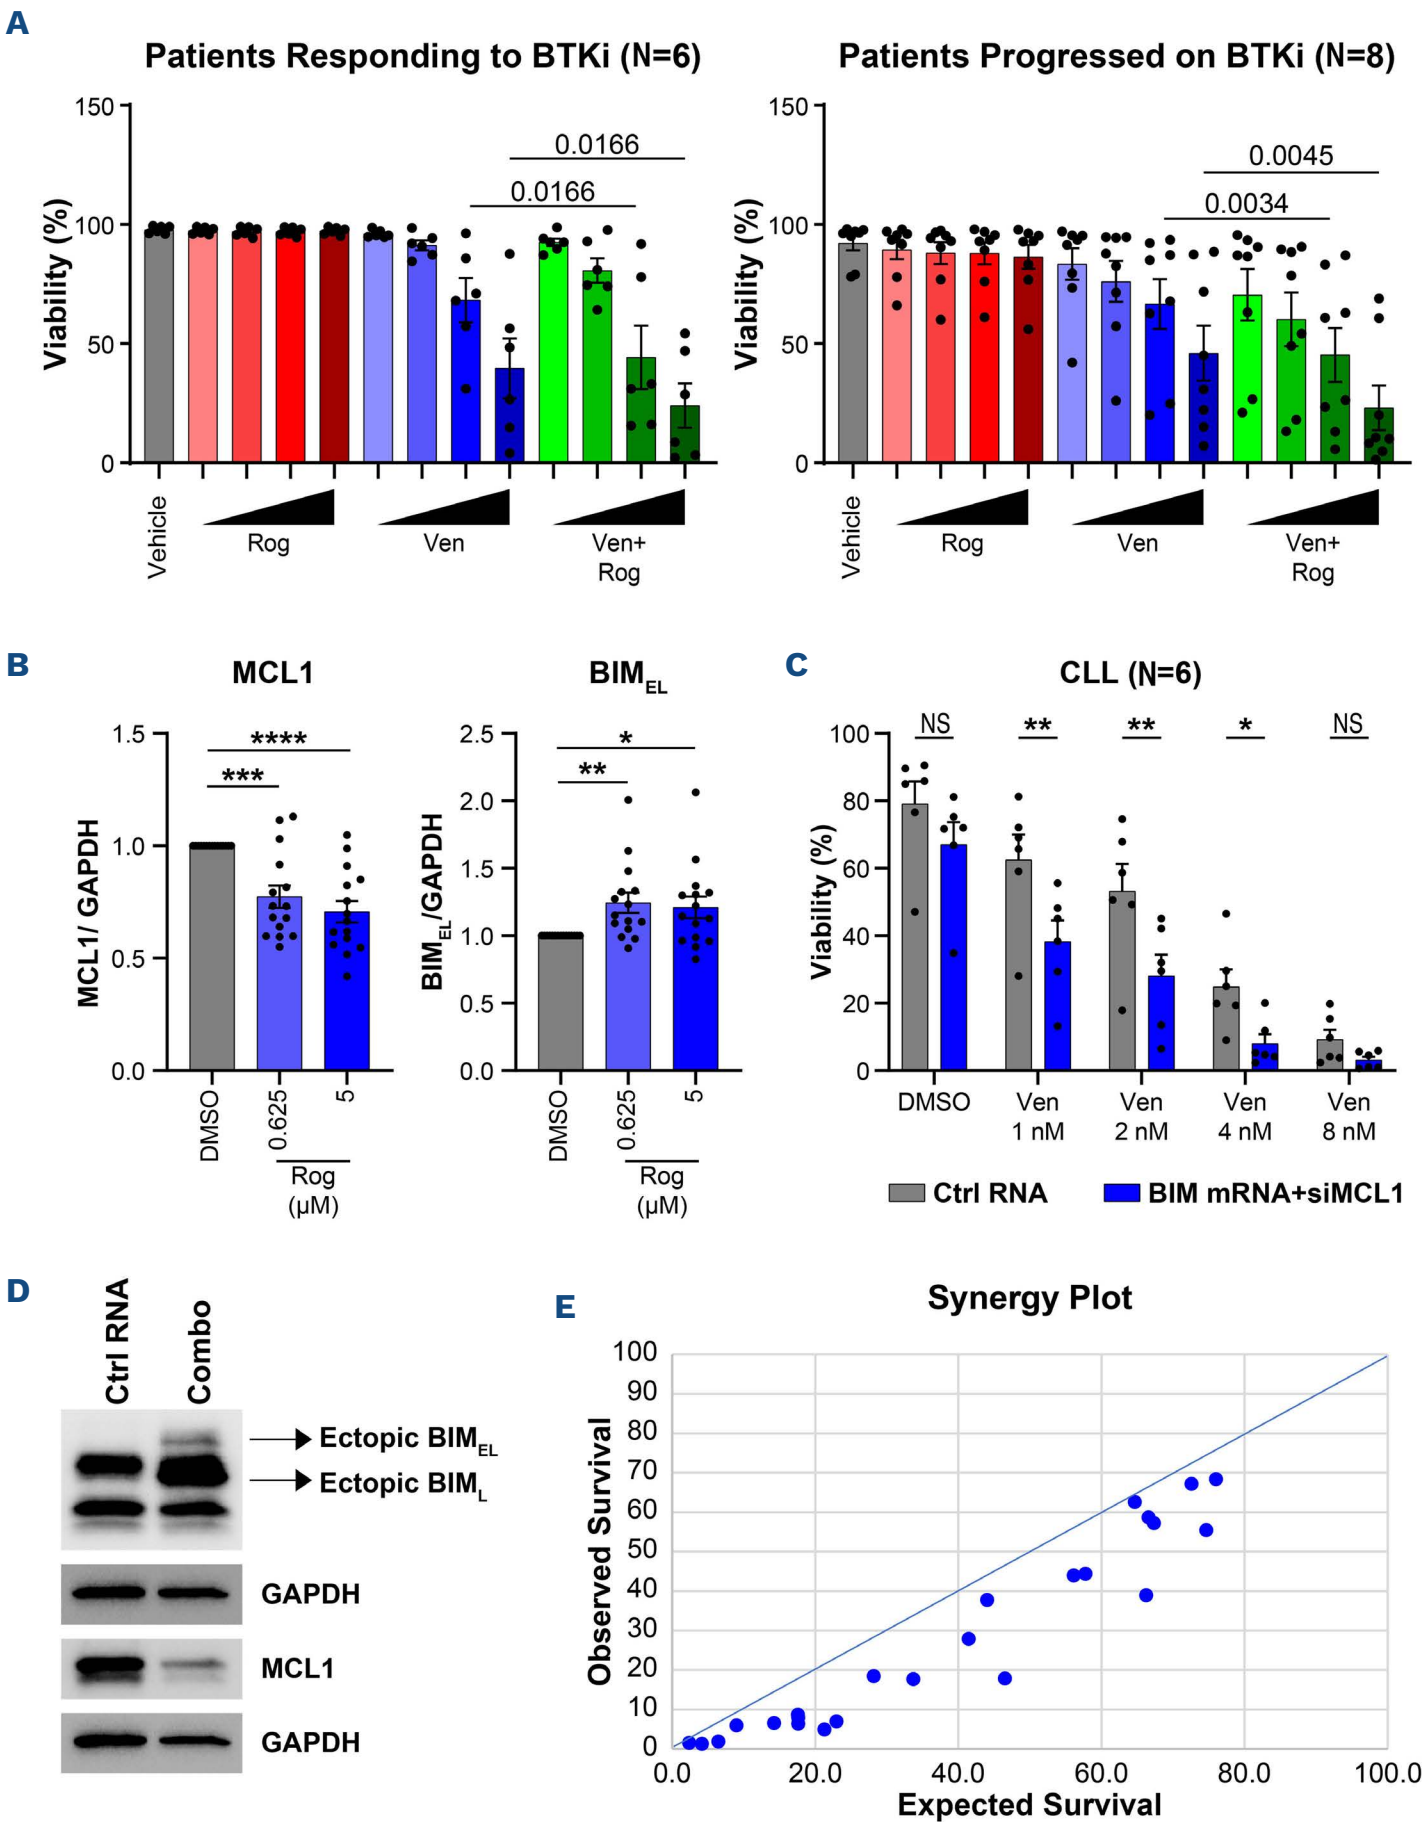 A
Patients Responding to BTKi (N=6)
Viability (%)
150
100
50
0
0.0166
0.0166
Vehicle
Rog
Ven
Ven+
Rog
Patients Progressed on BTKi (N=8)
Viability (%)
150
100
50
0
0.0045
0.0034
Vehicle
Rog
Ven
Ven+
Rog
B
MCL1
MCL1/ GAPDH
1.5
1.0
0.5
0.0
****
***
DMSO
0.625
5
Rog
(µM)
BIMEL
BIMEL/GAPDH
2.5
2.0
1.5
1.0
0.5
0.0
*
**
DMSO
0.625
5
Rog
(µM)
C
CLL (N=6)
Viability (%)
100
80
60
40
20
0
NS
**
**
*
NS
DMSO
Ven
1 nM
Ven
2 nM
Ven
4 nM
Ven
8 nM
Ctrl RNA
BIM mRNA+siMCL1
D
Ctrl RNA
Combo
Ectopic BIMEL
Ectopic BIML
GAPDH
MCL1
GAPDH
E
Synergy Plot
Observed Survival
100
90
80
70
60
50
40
30
20
10
0
0.0
20.0
40.0
60.0
80.0
100.0
Expected Survival